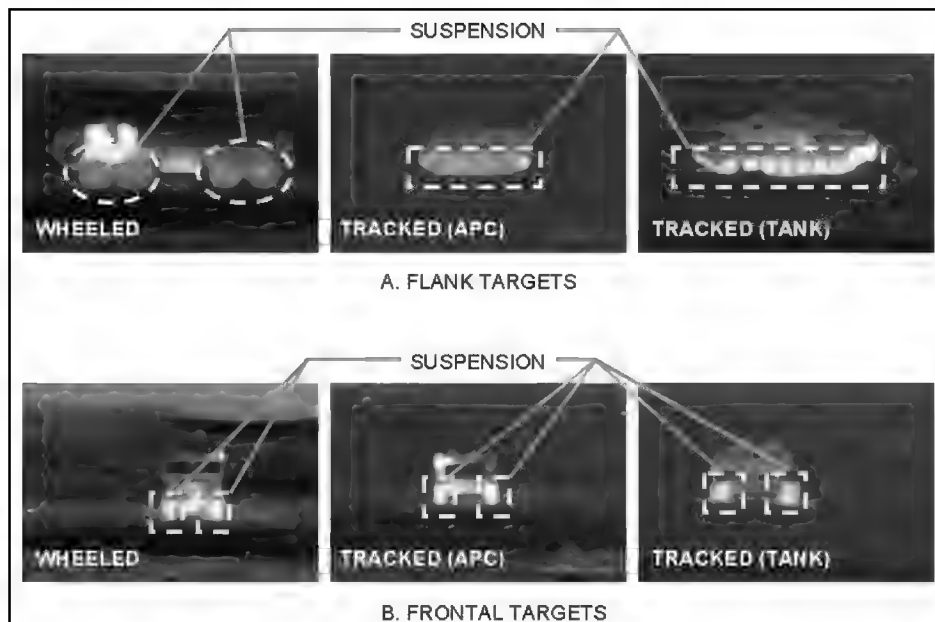 SUSPENSION
WHEELED
TRACKED (APC)
TRACKED (TANK)
A. FLANK TARGETS
SUSPENSION
WHEELED
TRACKED (APC)
TRACKED (TANK)
B. FRONTAL TARGETS